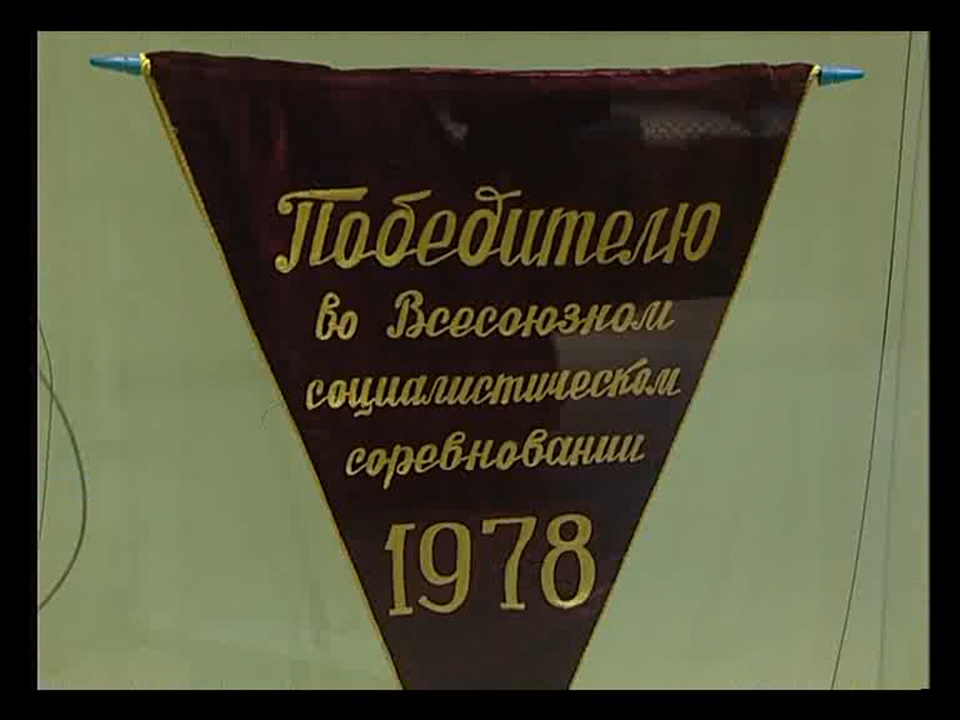 Победителю
во Всесоюзном
социалистическом
соревновании
1978